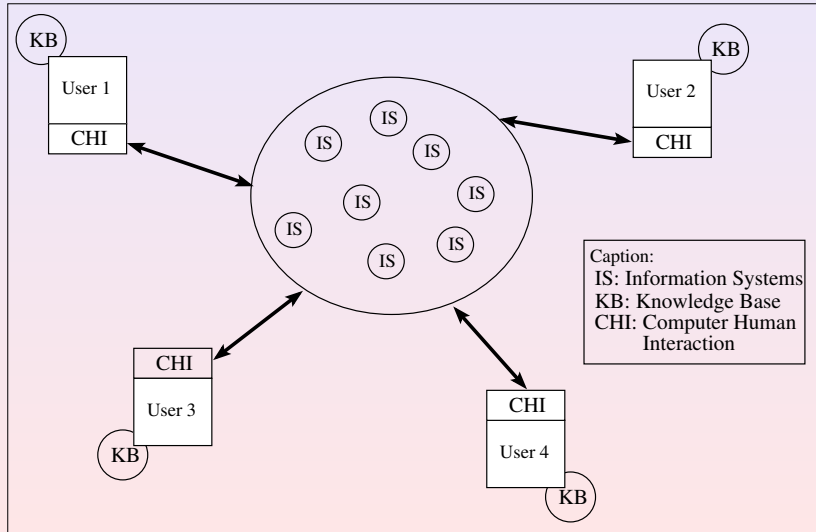 KB
User 1
CHI
KB
User 2
CHI
IS
IS
IS
IS
IS
IS
IS
IS
Caption:
IS: Information Systems
KB: Knowledge Base
CHI: Computer Human
Interaction
CHI
User 3
KB
CHI
User 4
KB